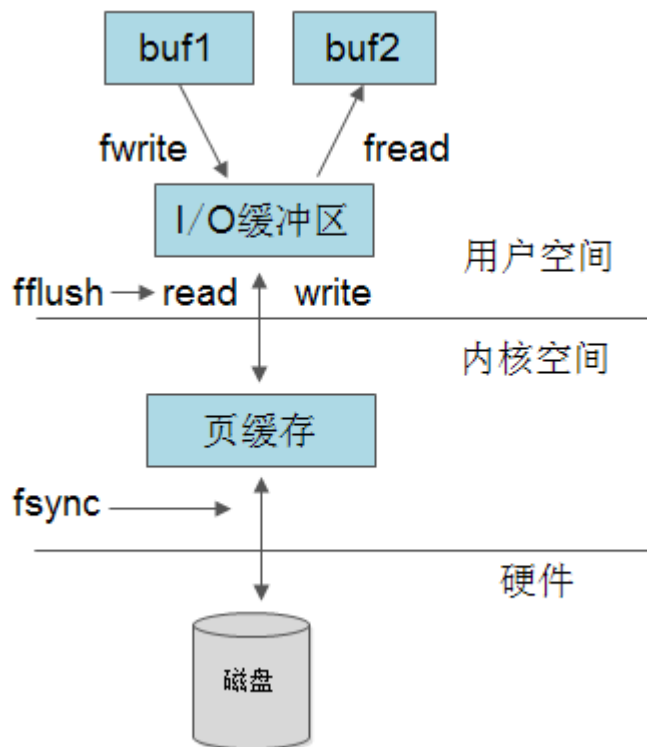 buf1 buf2
fwrite fread
I/O缓冲区
用户空间
fflush read write
内核空间
页缓存
fsync
硬件
磁盘